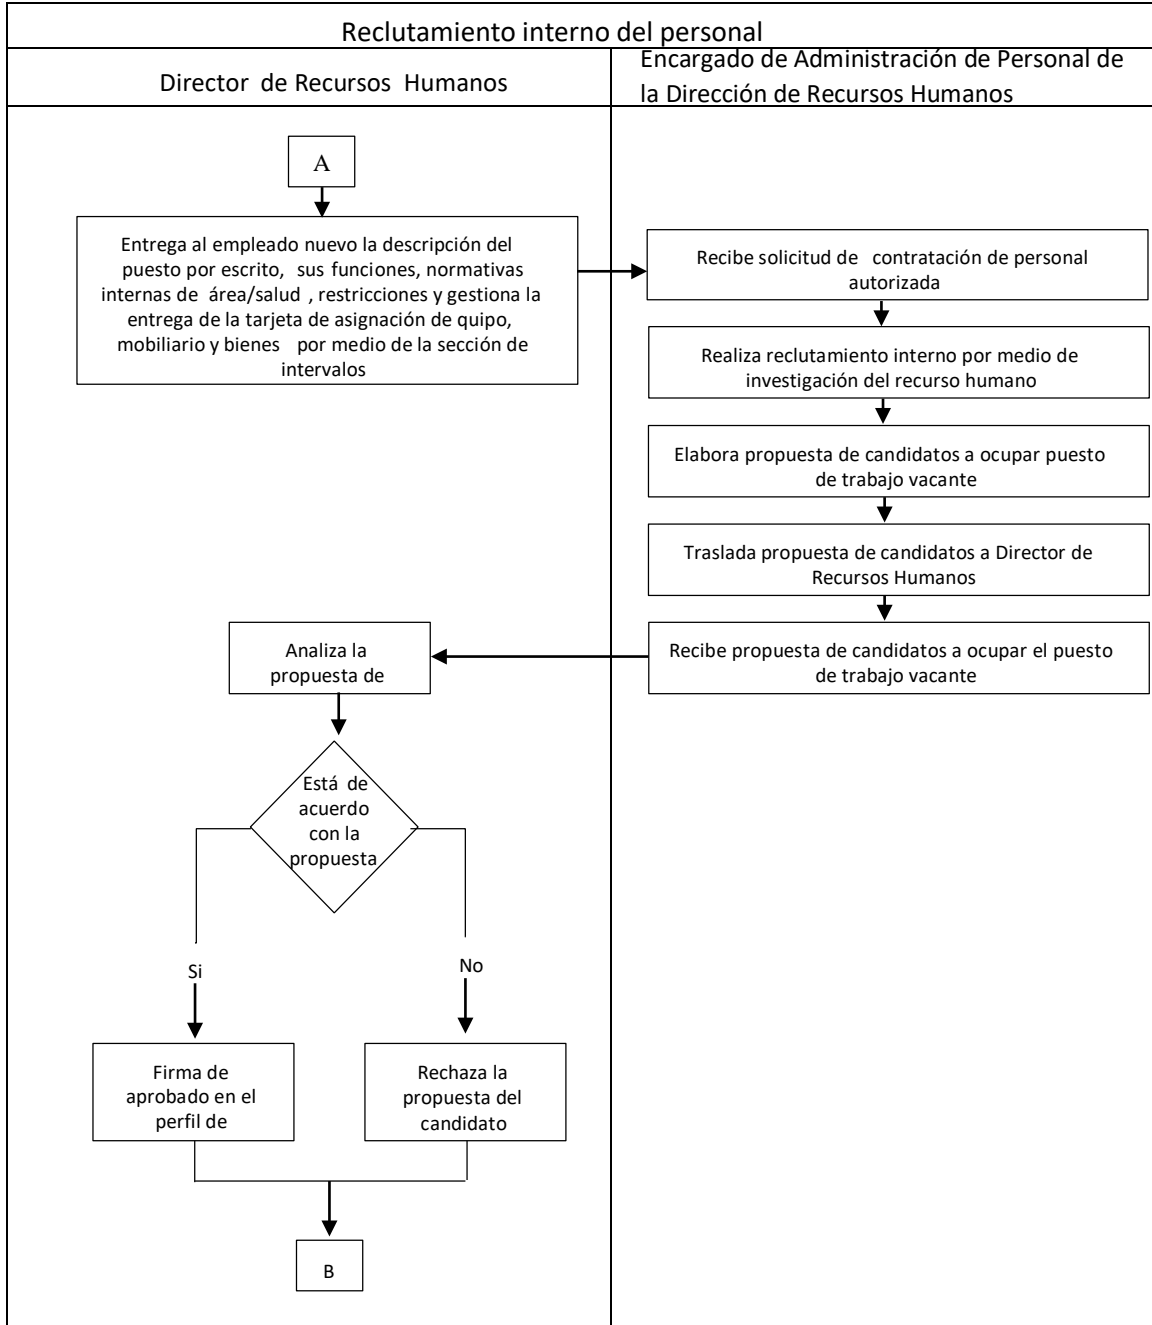 Reclutamiento interno del personal
Director de Recursos Humanos
Encargado de Administración de Personal de
la Dirección de Recursos Humanos
A
Entrega al empleado nuevo la descripción del
puesto por escrito, sus funciones, normativas
internas de área/salud , restricciones y gestiona la
entrega de la tarjeta de asignación de quipo,
mobiliario y bienes por medio de la sección de
intervalos
Recibe solicitud de contratación de personal
autorizada
Realiza reclutamiento interno por medio de
investigación del recurso humano
Elabora propuesta de candidatos a ocupar puesto
de trabajo vacante
Traslada propuesta de candidatos a Director de
Recursos Humanos
Recibe propuesta de candidatos a ocupar el puesto
de trabajo vacante
Analiza la
propuesta de
Está de
acuerdo
con la
propuesta
Si
No
Firma de
aprobado en el
perfil de
Rechaza la
propuesta del
candidato
B